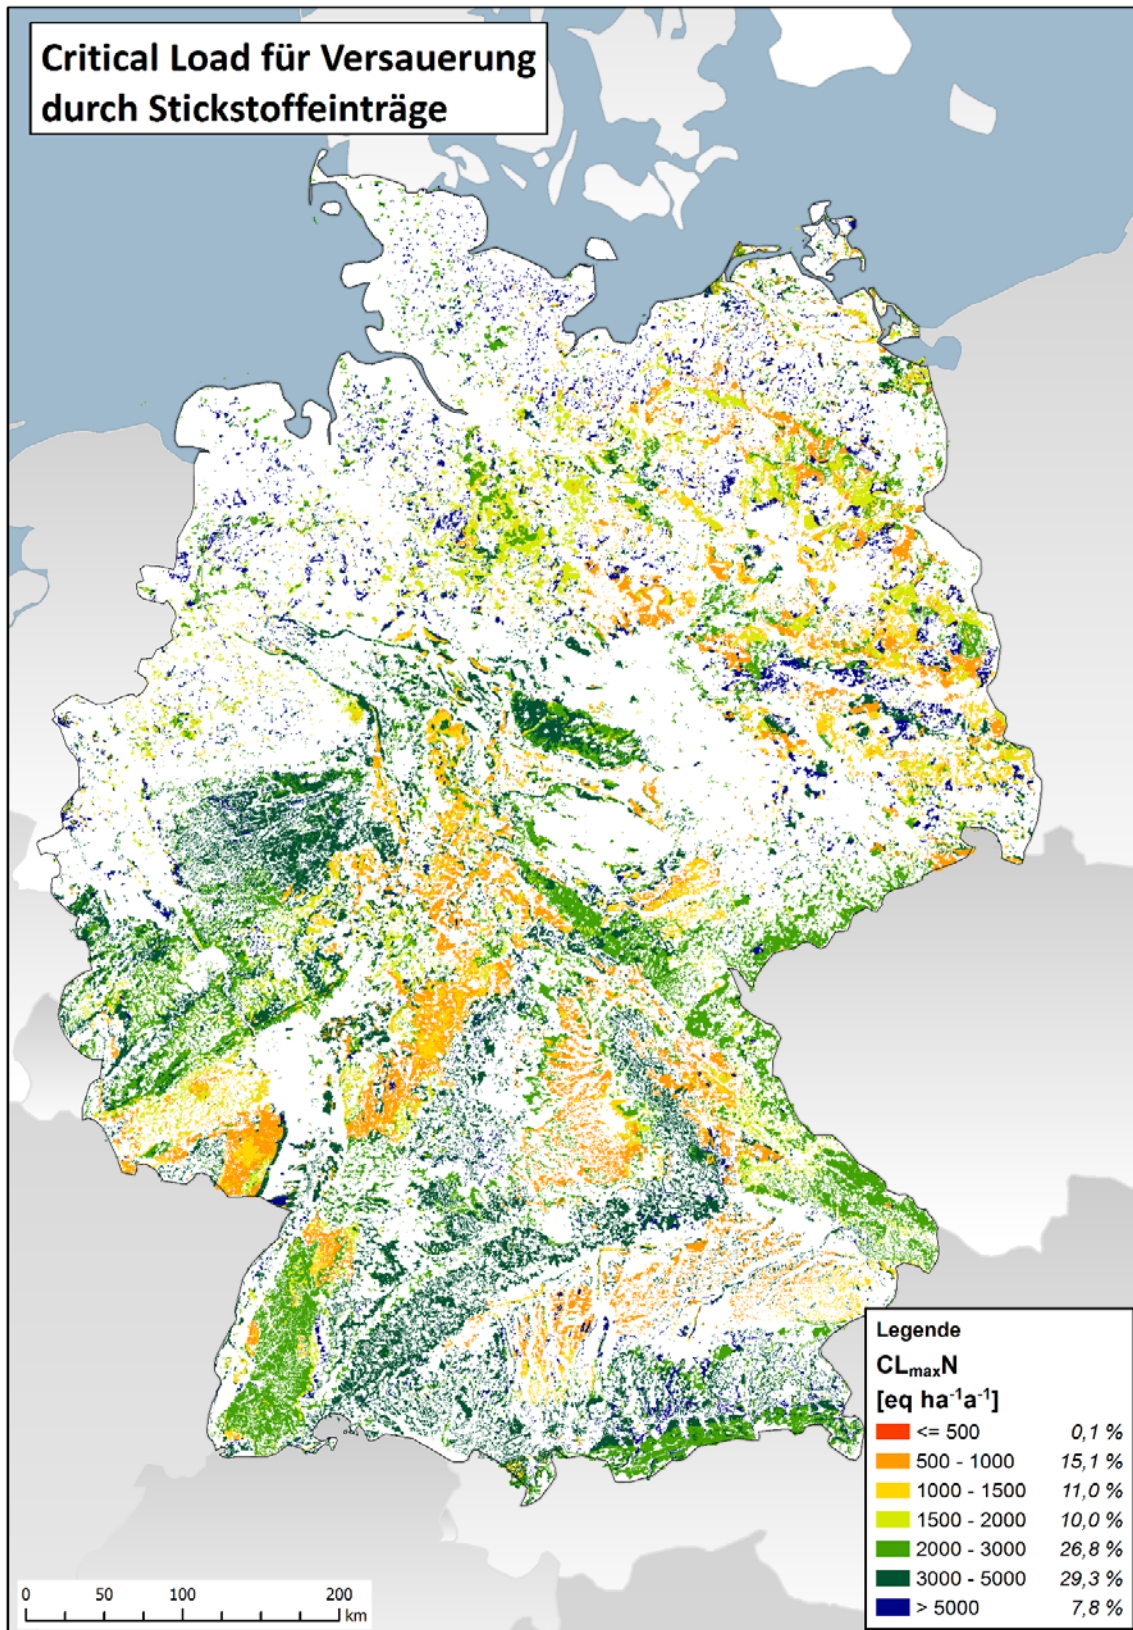 Critical Load für Versauerung
durch Stickstoffeinträge
Legende
CLmaxN
[eq ha⁻¹a⁻¹]
<= 500 0,1 %
500 - 1000 15,1 %
1000 - 1500 11,0 %
1500 - 2000 10,0 %
2000 - 3000 26,8 %
3000 - 5000 29,3 %
> 5000 7,8 %
0 50 100 200
km